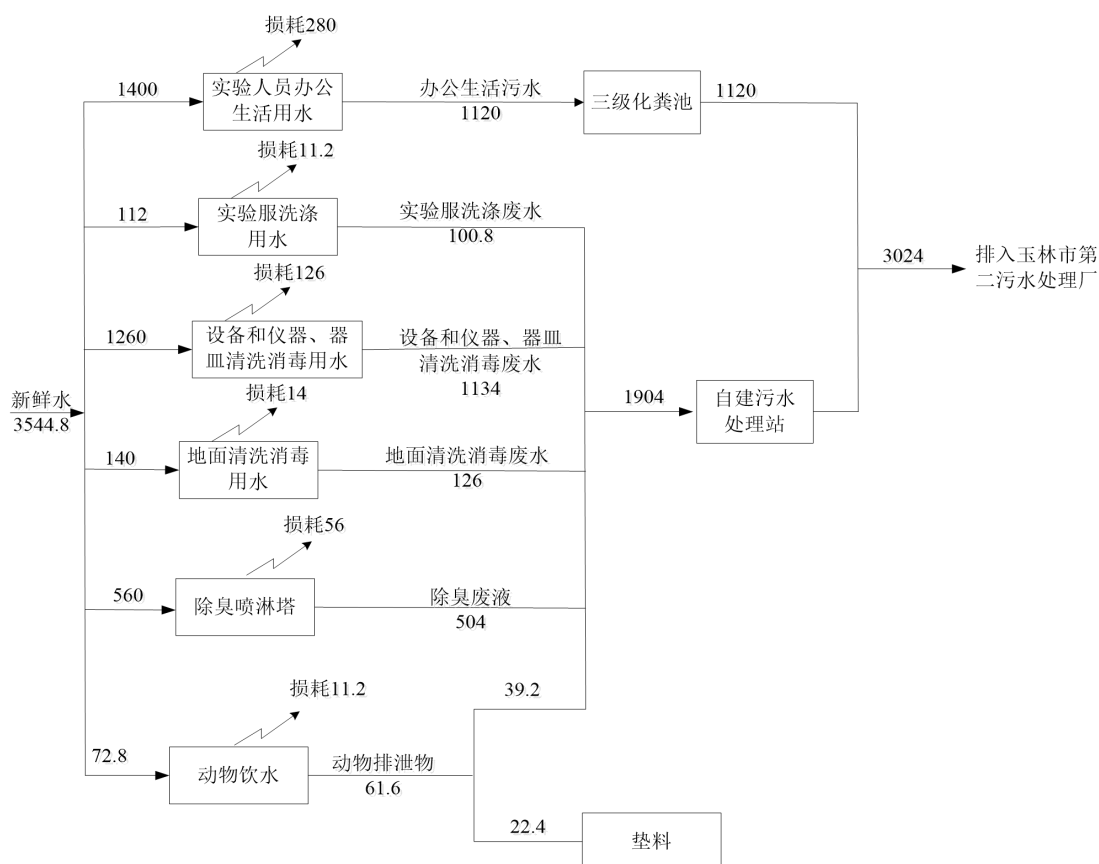 损耗280
1400
实验人员办公
生活用水
办公生活污水
1120
三级化粪池
1120
损耗11.2
112
实验服洗涤
用水
实验服洗涤废水
100.8
3024
排入玉林市第
二污水处理厂
损耗126
1260
设备和仪器、器
皿清洗消毒用水
设备和仪器、器皿
清洗消毒废水
1134
新鲜水
3544.8
损耗14
1904
自建污水
处理站
140
地面清洗消毒
用水
地面清洗消毒废水
126
损耗56
560
除臭喷淋塔
除臭废液
504
损耗11.2
39.2
72.8
动物饮水
动物排泄物
61.6
22.4
垫料